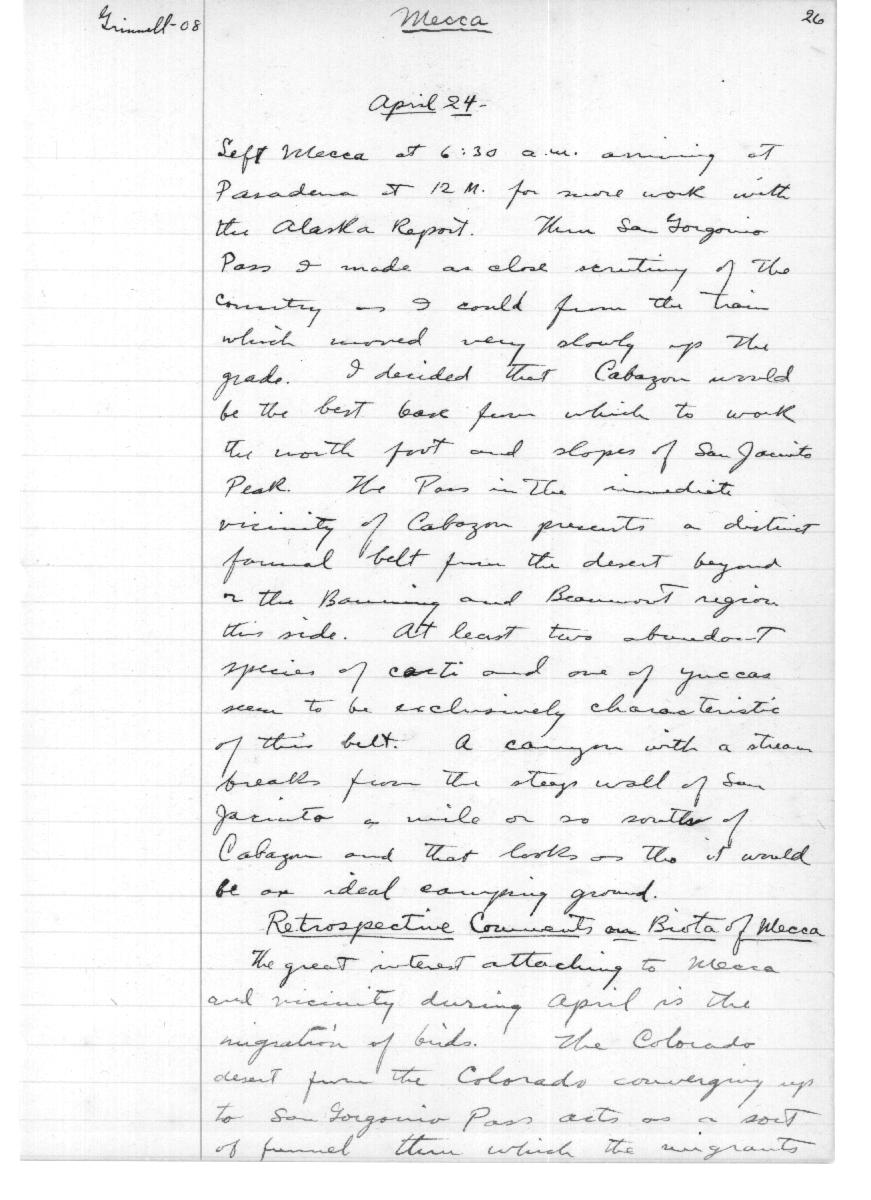 Grinnell-08
Mecca
26
April 24-
Left Mecca at 6:30 a.m. arriving at
Pasadena at 12 M. for more work with
the Alaska Report. Thru San Gorgonio
Pass I made as close scrutiny of the
country as I could from the train
which moved very slowly up the
grade. I decided that Cabazon would
be the best base from which to work
the north foot and slopes of San Jacinto
Peak. The Pass in the immediate
vicinity of Cabazon presents a distinct
faunal belt from the desert beyond
or the Banning and Beaumont region
this side. At least two abundant
species of cacti and one of yuccas
seem to be exclusively characteristic
of this belt. A canyon with a stream
breaks from the steep wall of San
Jacinto a mile or so south of
Cabazon and that looks as tho it would
be an ideal camping ground.
Retrospective Comments on Biota of Mecca
The great interest attaching to Mecca
and vicinity during April is the
migration of birds. The Colorado
desert from the Colorado converging up
to San Gorgonio Pass acts as a sort
of funnel thru which the migrants